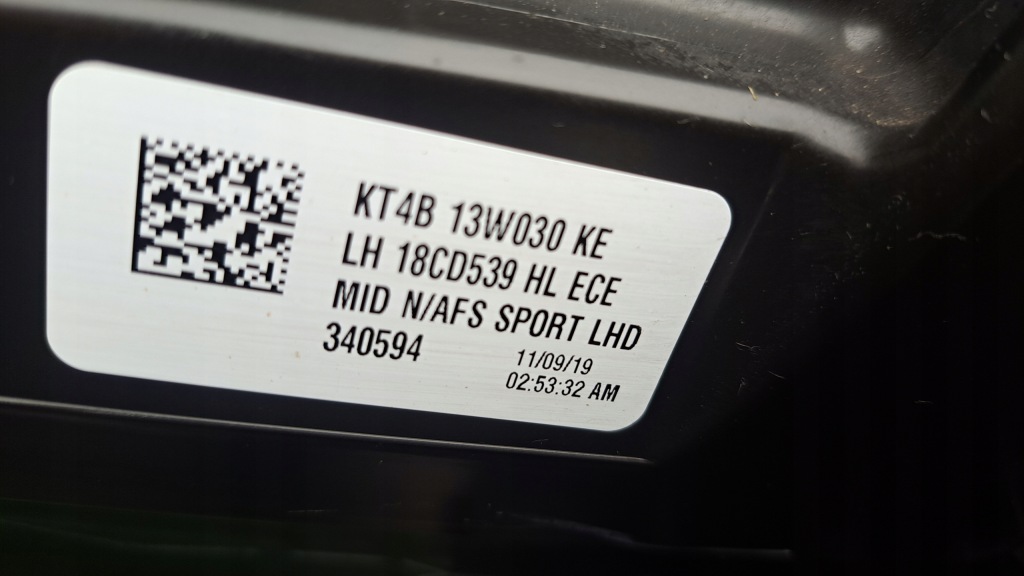 KT4B 13W030 KE
LH 18CD539 HL ECE
MID N/AFS SPORT LHD
340594
11/09/19
02:53:32 AM